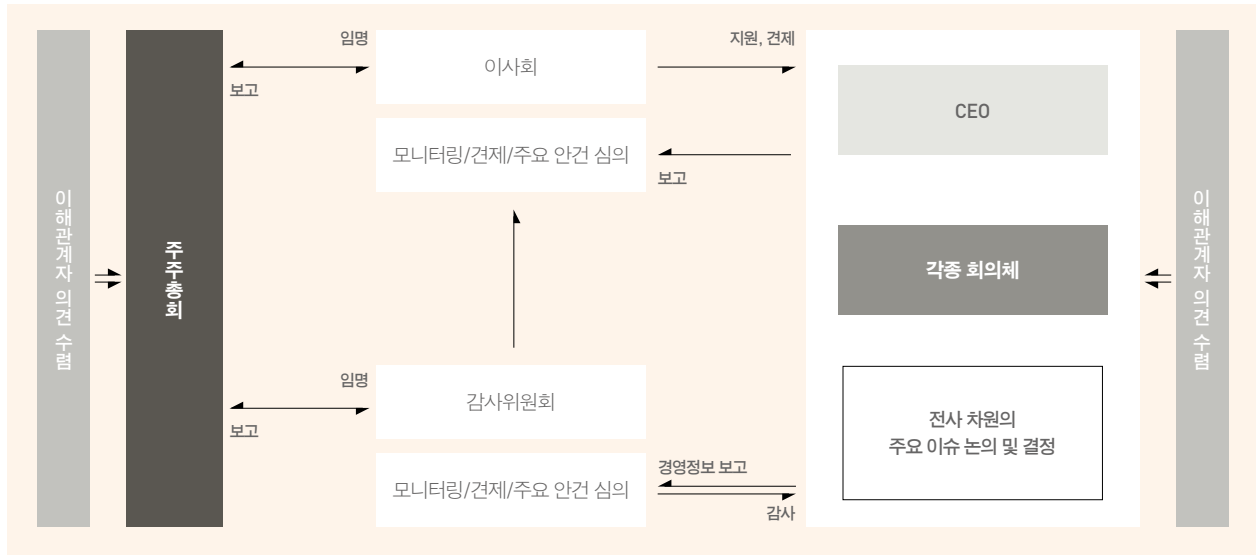 이해관계자 의견 수렴
주주총회
임명
보고
이사회
모니터링/견제/주요 안건 심의
지원, 견제
보고
임명
보고
감사위원회
모니터링/견제/주요 안건 심의
경영정보 보고
감사
CEO
각종 회의체
전사 차원의
주요 이슈 논의 및 결정
이해관계자 의견 수렴